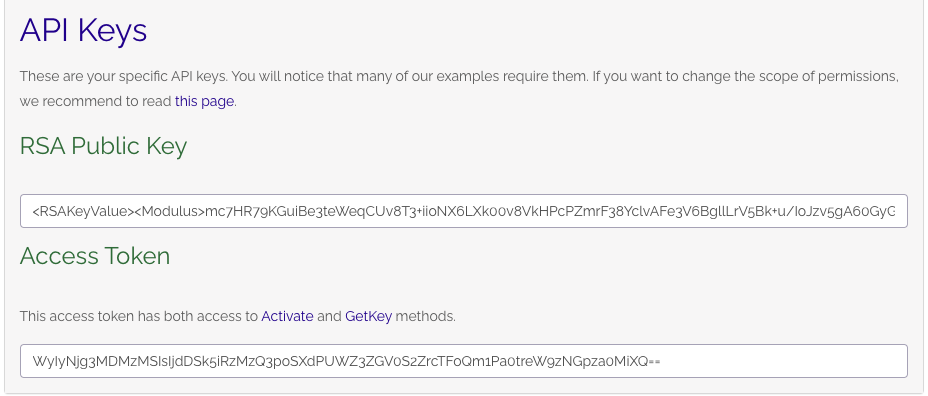 API Keys
These are your specific API keys. You will notice that many of our examples require them. If you want to change the scope of permissions,
we recommend to read this page.
RSA Public Key
<RSAKeyValue><Modulus>mc7HR79KGuiBe3teWeqCUv8T3+iioNX6LXk00v8VkHPcPZmrF38YclvAFe3V6BgllLrV5Bk+u/IoJzv5gA60GyG
Access Token
This access token has both access to Activate and GetKey methods.
WyIyNjg3MDMzMSIsIjdDSk5iRzMzQ3poSXdPUWZ3ZGV0S2ZrcTFoQm1Pa0treW9zNGpza0MiXQ==